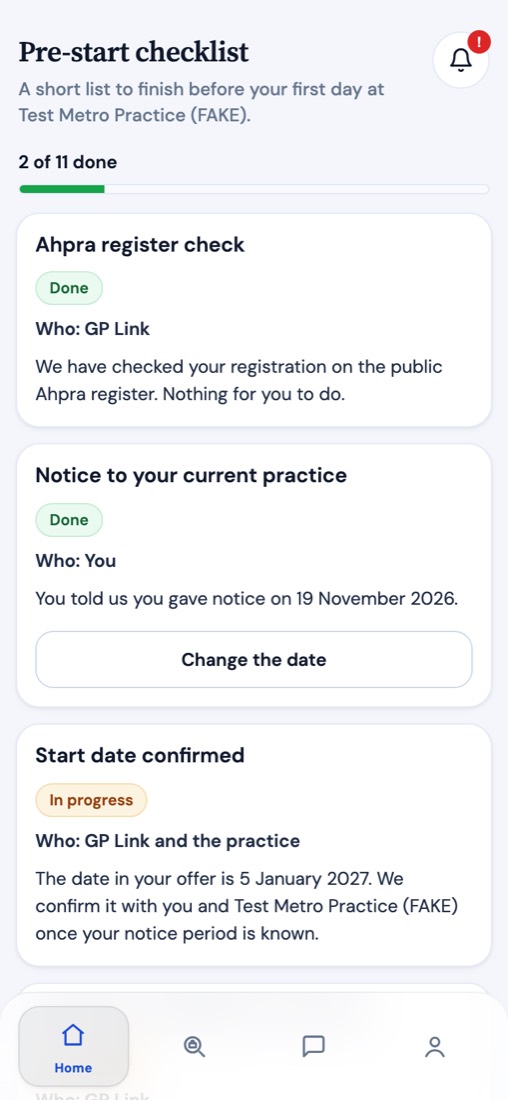 Pre-start checklist
!
A short list to finish before your first day at
Test Metro Practice (FAKE).
2 of 11 done
Ahpra register check
Done
Who: GP Link
We have checked your registration on the public
Ahpra register. Nothing for you to do.
Notice to your current practice
Done
Who: You
You told us you gave notice on 19 November 2026.
Change the date
Start date confirmed
In progress
Who: GP Link and the practice
The date in your offer is 5 January 2027. We
confirm it with you and Test Metro Practice (FAKE)
once your notice period is known.
Home
Who: GP Link